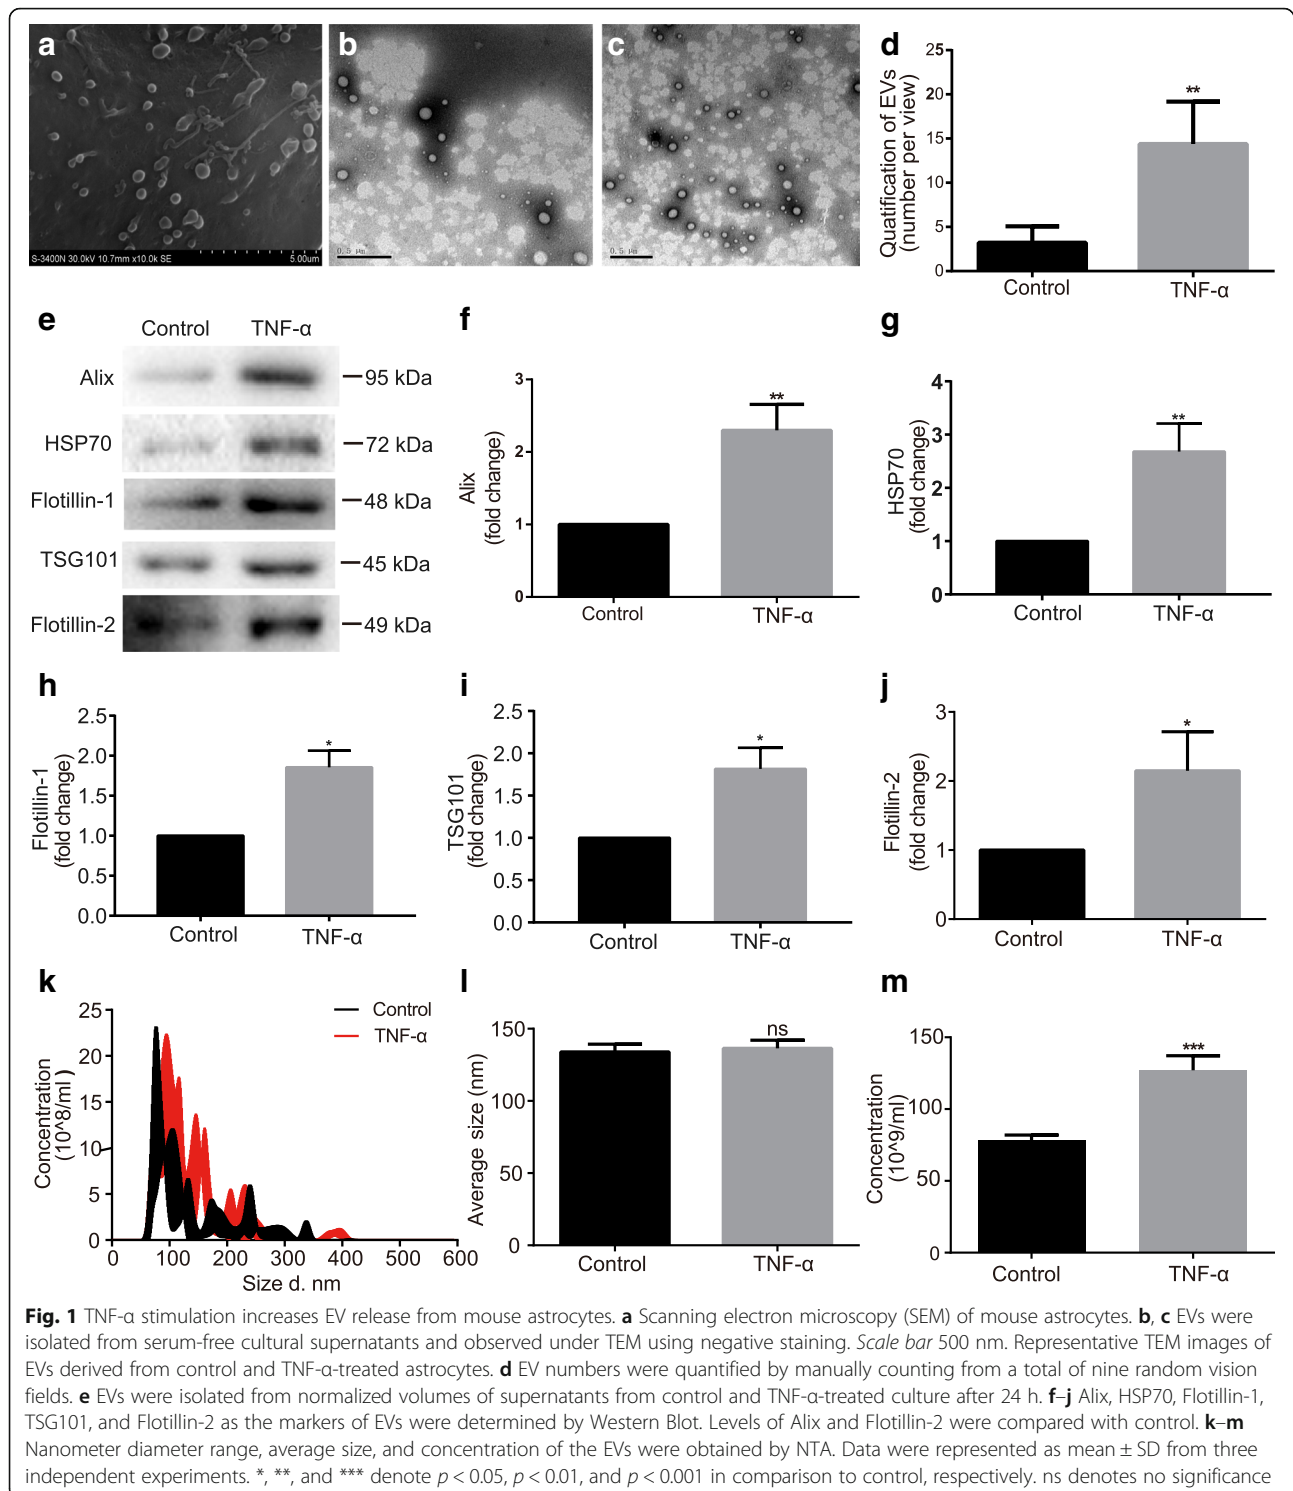 a
b
c
S-3400N 30.0kV 10.7mm x10.0k SE
5.00um
0.5 μm
0.5 μm
d
Quatification of EVs
(number per view)
25
20
15
10
5
0
**
Control
TNF-α
e
Control
TNF-α
Alix
95 kDa
HSP70
72 kDa
Flotillin-1
48 kDa
TSG101
45 kDa
Flotillin-2
49 kDa
f
Alix
(fold change)
3
2
1
0
**
Control
TNF-α
g
HSP70
(fold change)
4
3
2
1
0
**
Control
TNF-α
h
Flotillin-1
(fold change)
2.5
2.0
1.5
1.0
0.5
0.0
*
Control
TNF-α
i
TSG101
(fold change)
2.5
2.0
1.5
1.0
0.5
0.0
*
Control
TNF-α
j
Flotillin-2
(fold change)
3
2
1
0
*
Control
TNF-α
k
Concentration
(10^8/ml )
25
20
15
10
5
0
Control
TNF-α
0 100 200 300 400 500 600
Size d. nm
l
Average size (nm)
150
100
50
0
ns
Control
TNF-α
m
Concentration
(10^9/ml)
150
100
50
0
***
Control
TNF-α
Fig. 1 TNF-α stimulation increases EV release from mouse astrocytes. a Scanning electron microscopy (SEM) of mouse astrocytes. b, c EVs were
isolated from serum-free cultural supernatants and observed under TEM using negative staining. Scale bar 500 nm. Representative TEM images of
EVs derived from control and TNF-α-treated astrocytes. d EV numbers were quantified by manually counting from a total of nine random vision
fields. e EVs were isolated from normalized volumes of supernatants from control and TNF-α-treated culture after 24 h. f–j Alix, HSP70, Flotillin-1,
TSG101, and Flotillin-2 as the markers of EVs were determined by Western Blot. Levels of Alix and Flotillin-2 were compared with control. k–m
Nanometer diameter range, average size, and concentration of the EVs were obtained by NTA. Data were represented as mean ± SD from three
independent experiments. *, **, and *** denote p < 0.05, p < 0.01, and p < 0.001 in comparison to control, respectively. ns denotes no significance